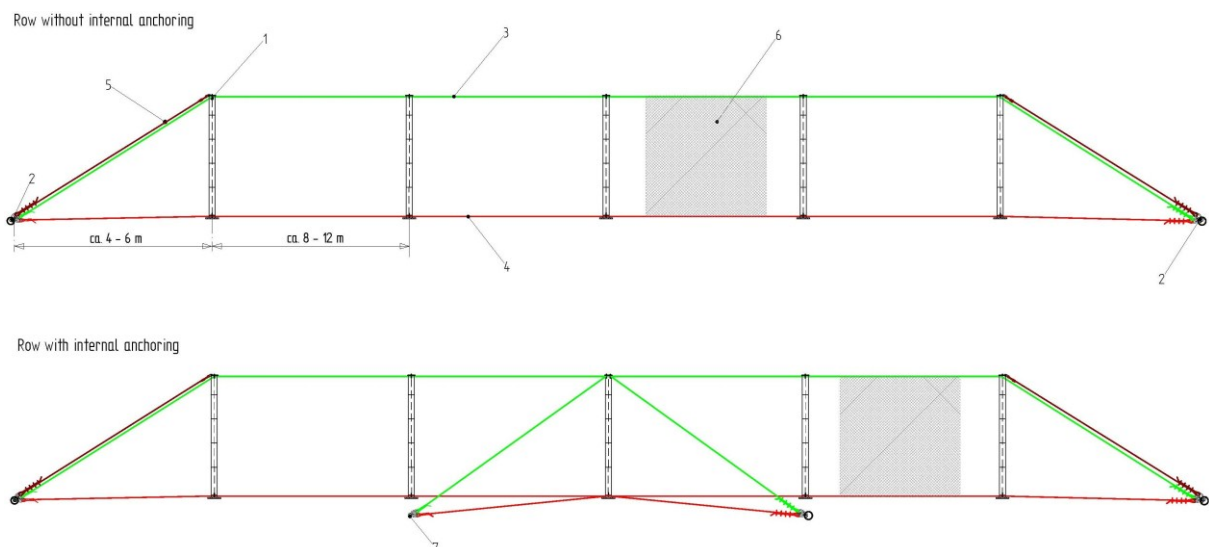 Row without internal anchoring
1
3
6
5
2
ca. 4 - 6 m
ca. 8 - 12 m
4
2
Row with internal anchoring
7